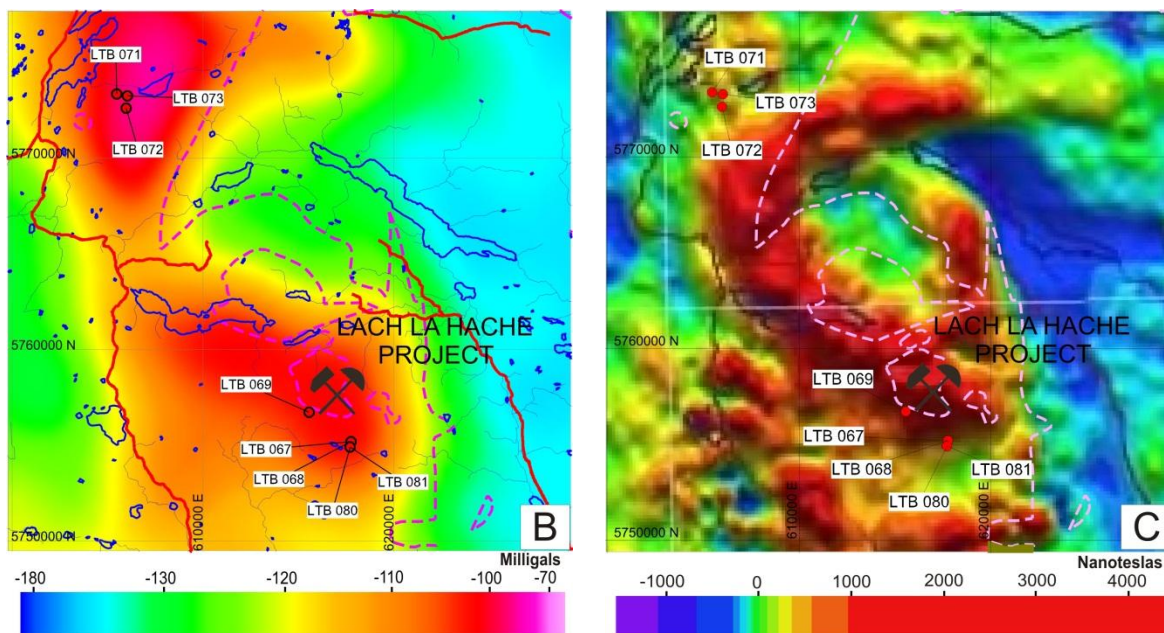 LTB 071
LTB 073
LTB 072
5770000 N
5760000 N
LACH LA HACHE
PROJECT
LTB 069
LTB 067
LTB 068
LTB 081
LTB 080
610000 E
620000 E
5750000 N
B
Milligals
-180 -130 -110 -100 -70
LTB 071
LTB 073
LTB 072
5770000 N
5760000 N
LACH LA HACHE
PROJECT
LTB 069
LTB 067
LTB 068
LTB 081
LTB 080
610000 E
620000 E
5750000 N
C
Nanoteslas
-1000 0 1000 2000 3000 4000